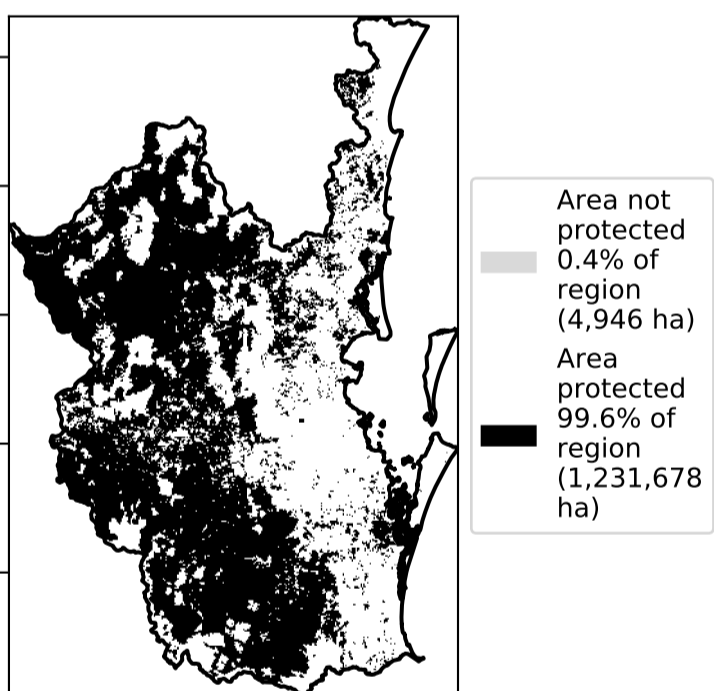 Area not
protected
0.4% of
region
(4,946 ha)
Area
protected
99.6% of
region
(1,231,678
ha)